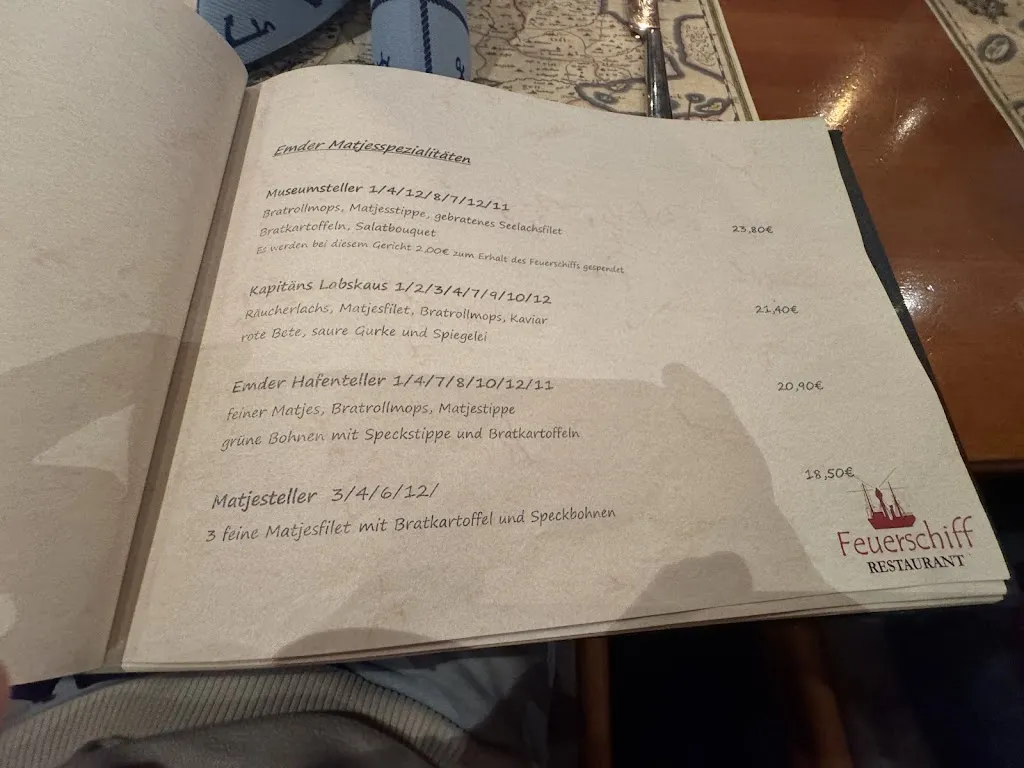 Emder Matjesspezialitäten
Museumsteller 1/4/12/8/7/12/11
Bratrollmops, Matjesstippe, gebratenes Seelachsfilet
23,80€
Bratkartoffeln, Salatbouquet
Es werden bei diesem Gericht 2,00€ zum Erhalt des Feuerschiffs gespendet
Kapitäns Labskaus 1/2/3/4/7/9/10/12
Räucherlachs, Matjesfilet, Bratrollmops, Kaviar
21,40€
rote Bete, saure Gurke und Spiegelei
Emder Hafenteller 1/4/7/8/10/12/11
20,90€
feiner Matjes, Bratrollmops, Matjestippe
grüne Bohnen mit Speckstippe und Bratkartoffeln
Matjesteller 3/4/6/12/
18,50€
3 feine Matjesfilet mit Bratkartoffel und Speckbohnen
Feuerschiff
RESTAURANT